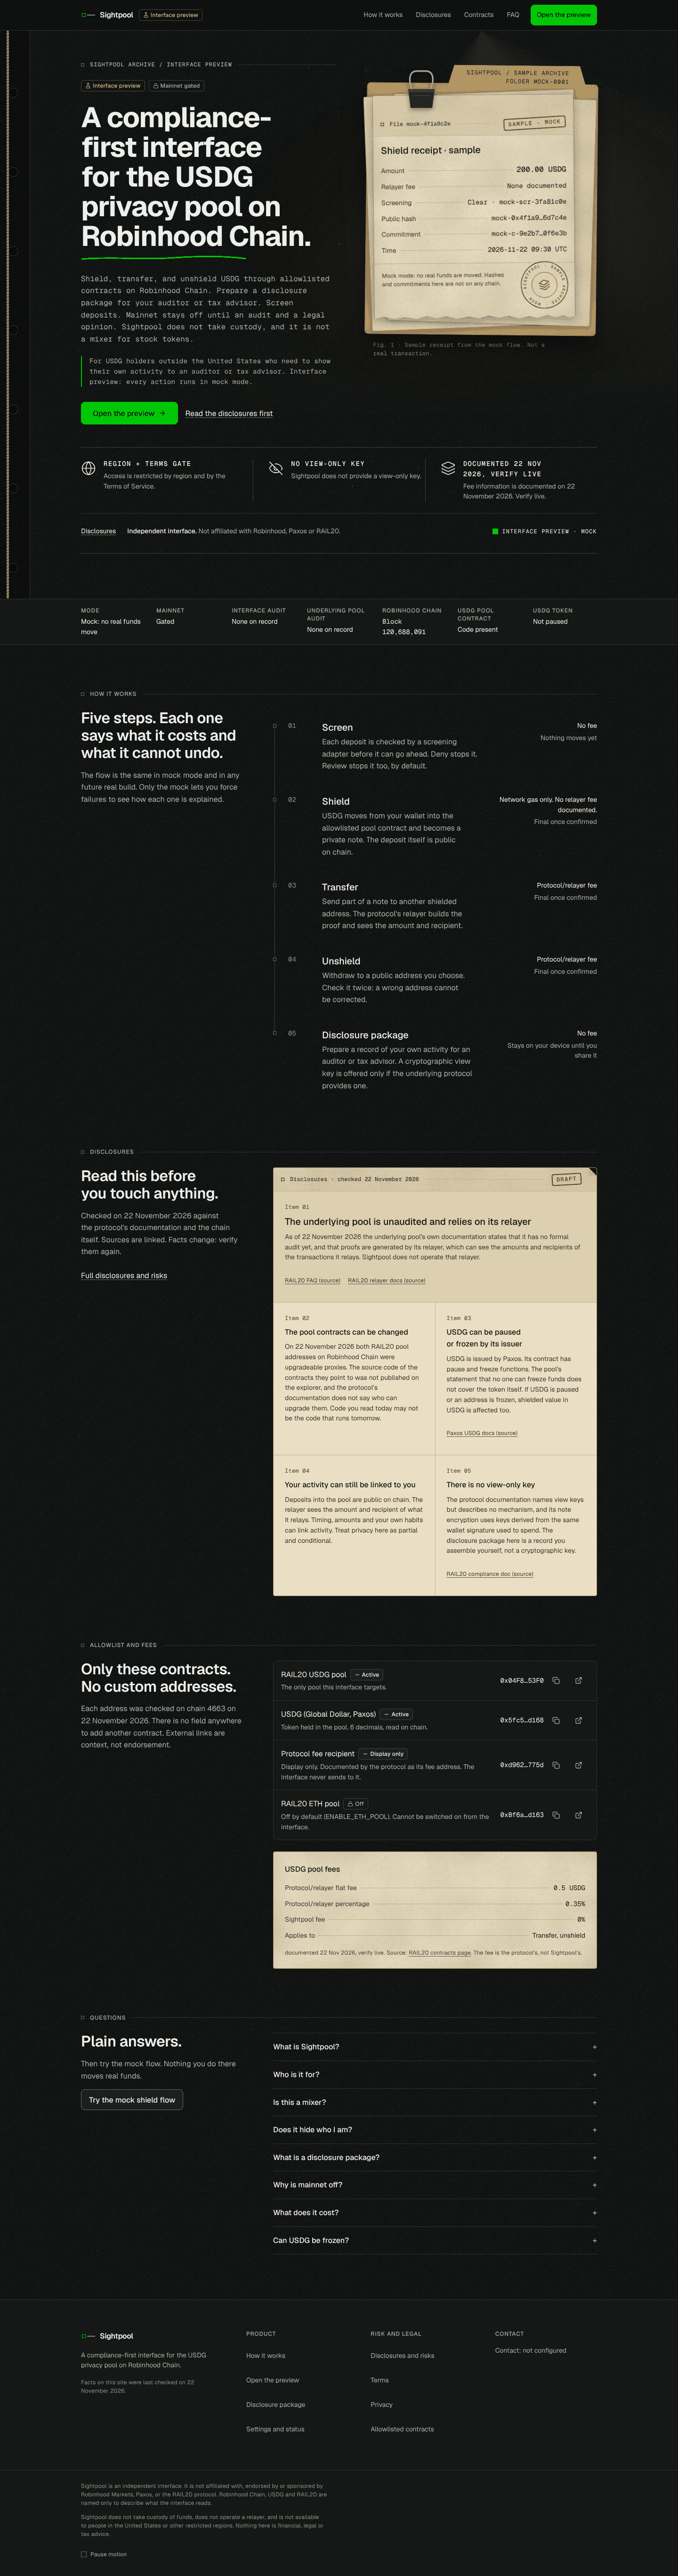 Sightpool
Interface preview
How it works
Disclosures
Contracts
FAQ
Open the preview
SIGHTPOOL ARCHIVE / INTERFACE PREVIEW
Interface preview
Mainnet gated
A compliance-
first interface
for the USDG
privacy pool on
Robinhood Chain.
Shield, transfer, and unshield USDG through allowlisted
contracts on Robinhood Chain. Prepare a disclosure
package for your auditor or tax advisor. Screen
deposits. Mainnet stays off until an audit and a legal
opinion. Sightpool does not take custody, and it is not
a mixer for stock tokens.
For USDG holders outside the United States who need to show
their own activity to an auditor or tax advisor. Interface
preview: every action runs in mock mode.
Open the preview →
Read the disclosures first
SIGHTPOOL / SAMPLE ARCHIVE
FOLDER MOCK-0001
File mock-4f1a9c2e
SAMPLE · MOCK
Shield receipt · sample
Amount 200.00 USDG
Relayer fee None documented
Screening Clear · mock-scr-3fa81c0e
Public hash mock-0x4f1a9…6d7c4e
Commitment mock-c-9e2b7…0f6e3b
Time 2026-11-22 09:30 UTC
Mock mode: no real funds are moved. Hashes
and commitments here are not on any chain.
Fig. 1 · Sample receipt from the mock flow. Not a
real transaction.
REGION + TERMS GATE
Access is restricted by region and by the
Terms of Service.
NO VIEW-ONLY KEY
Sightpool does not provide a view-only key.
DOCUMENTED 22 NOV
2026, VERIFY LIVE
Fee information is documented on 22
November 2026. Verify live.
Disclosures · Independent interface. Not affiliated with Robinhood, Paxos or RAIL20.
INTERFACE PREVIEW · MOCK
MODE
Mock: no real funds
move
MAINNET
Gated
INTERFACE AUDIT
None on record
UNDERLYING POOL
AUDIT
None on record
ROBINHOOD CHAIN
Block
120,688,091
USDG POOL
CONTRACT
Code present
USDG TOKEN
Not paused
HOW IT WORKS
Five steps. Each one
says what it costs and
what it cannot undo.
The flow is the same in mock mode and in any
future real build. Only the mock lets you force
failures to see how each one is explained.
01
Screen
Each deposit is checked by a screening
adapter before it can go ahead. Deny stops it.
Review stops it too, by default.
No fee
Nothing moves yet
02
Shield
USDG moves from your wallet into the
allowlisted pool contract and becomes a
private note. The deposit itself is public
on chain.
Network gas only. No relayer fee
documented.
Final once confirmed
03
Transfer
Send part of a note to another shielded
address. The protocol's relayer builds the
proof and sees the amount and recipient.
Protocol/relayer fee
Final once confirmed
04
Unshield
Withdraw to a public address you choose.
Check it twice: a wrong address cannot
be corrected.
Protocol/relayer fee
Final once confirmed
05
Disclosure package
Prepare a record of your own activity for an
auditor or tax advisor. A cryptographic view
key is offered only if the underlying protocol
provides one.
No fee
Stays on your device until you
share it
DISCLOSURES
Read this before
you touch anything.
Checked on 22 November 2026 against
the protocol's documentation and the chain
itself. Sources are linked. Facts change: verify
them again.
Full disclosures and risks
Disclosures · checked 22 November 2026
DRAFT
Item 01
The underlying pool is unaudited and relies on its relayer
As of 22 November 2026 the underlying pool's own documentation states that it has no formal
audit yet, and that proofs are generated by its relayer, which can see the amounts and recipients of
the transactions it relays. Sightpool does not operate that relayer.
RAIL20 FAQ (source)
RAIL20 relayer docs (source)
Item 02
The pool contracts can be changed
On 22 November 2026 both RAIL20 pool
addresses on Robinhood Chain were
upgradeable proxies. The source code of the
contracts they point to was not published on
the explorer, and the protocol's
documentation does not say who can
upgrade them. Code you read today may not
be the code that runs tomorrow.
Item 03
USDG can be paused
or frozen by its issuer
USDG is issued by Paxos. Its contract has
pause and freeze functions. The pool's
statement that no one can freeze funds does
not cover the token itself. If USDG is paused
or an address is frozen, shielded value in
USDG is affected too.
Paxos USDG docs (source)
Item 04
Your activity can still be linked to you
Deposits into the pool are public on chain. The
relayer sees the amount and recipient of what
it relays. Timing, amounts and your own habits
can link activity. Treat privacy here as partial
and conditional.
Item 05
There is no view-only key
The protocol documentation names view keys
but describes no mechanism, and its note
encryption uses keys derived from the same
wallet signature used to spend. The
disclosure package here is a record you
assemble yourself, not a cryptographic key.
RAIL20 compliance doc (source)
ALLOWLIST AND FEES
Only these contracts.
No custom addresses.
Each address was checked on chain 4663 on
22 November 2026. There is no field anywhere
to add another contract. External links are
context, not endorsement.
RAIL20 USDG pool
Active
The only pool this interface targets.
0x04F8…53F0
USDG (Global Dollar, Paxos)
Active
Token held in the pool. 6 decimals, read on chain.
0x5fc5…d168
Protocol fee recipient
Display only
Display only. Documented by the protocol as its fee address. The
interface never sends to it.
0xd962…775d
RAIL20 ETH pool
Off
Off by default (ENABLE_ETH_POOL). Cannot be switched on from the
interface.
0xBf6a…d163
USDG pool fees
Protocol/relayer flat fee 0.5 USDG
Protocol/relayer percentage 0.35%
Sightpool fee 0%
Applies to Transfer, unshield
documented 22 Nov 2026, verify live. Source: RAIL20 contracts page. The fee is the protocol's, not Sightpool's.
QUESTIONS
Plain answers.
Then try the mock flow. Nothing you do there
moves real funds.
Try the mock shield flow
What is Sightpool? +
Who is it for? +
Is this a mixer? +
Does it hide who I am? +
What is a disclosure package? +
Why is mainnet off? +
What does it cost? +
Can USDG be frozen? +
Sightpool
A compliance-first interface for the USDG
privacy pool on Robinhood Chain.
Facts on this site were last checked on 22
November 2026.
PRODUCT
How it works
Open the preview
Disclosure package
Settings and status
RISK AND LEGAL
Disclosures and risks
Terms
Privacy
Allowlisted contracts
CONTACT
Contact: not configured
Sightpool is an independent interface. It is not affiliated with, endorsed by or sponsored by
Robinhood Markets, Paxos, or the RAIL20 protocol. Robinhood Chain, USDG and RAIL20 are
named only to describe what the interface reads.
Sightpool does not take custody of funds, does not operate a relayer, and is not available
to people in the United States or other restricted regions. Nothing here is financial, legal or
tax advice.
Pause motion